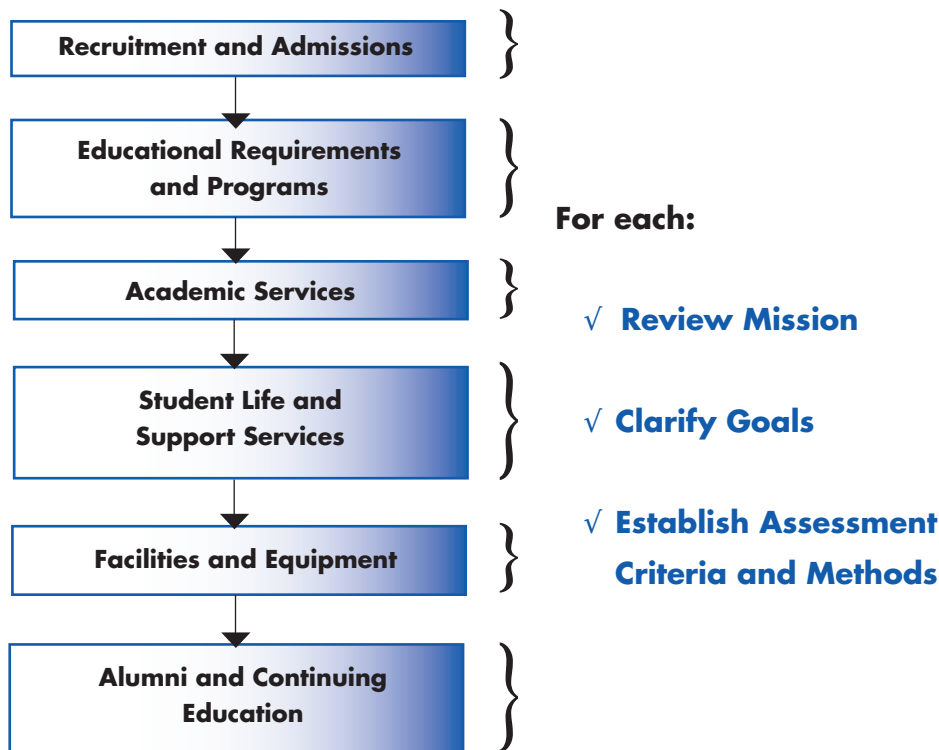 Recruitment and Admissions
Educational Requirements
and Programs
Academic Services
Student Life and
Support Services
Facilities and Equipment
Alumni and Continuing
Education
For each:
√ Review Mission
√ Clarify Goals
√ Establish Assessment
Criteria and Methods